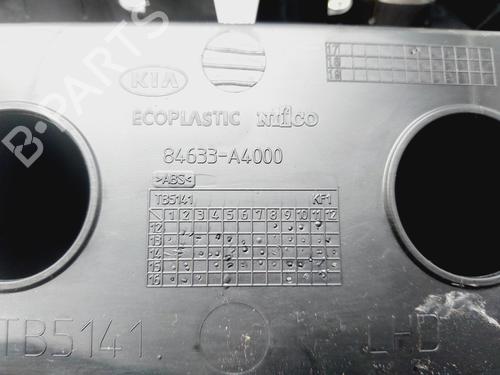 B-PARTS
17
18
19
KIA
ECOPLASTIC nifco
84633-A4000
>ABS<
TB5141 KF1
1 2 3 4 5 6 7 8 9 10 11 12
12
13
14
15
16
TB5141 LHD